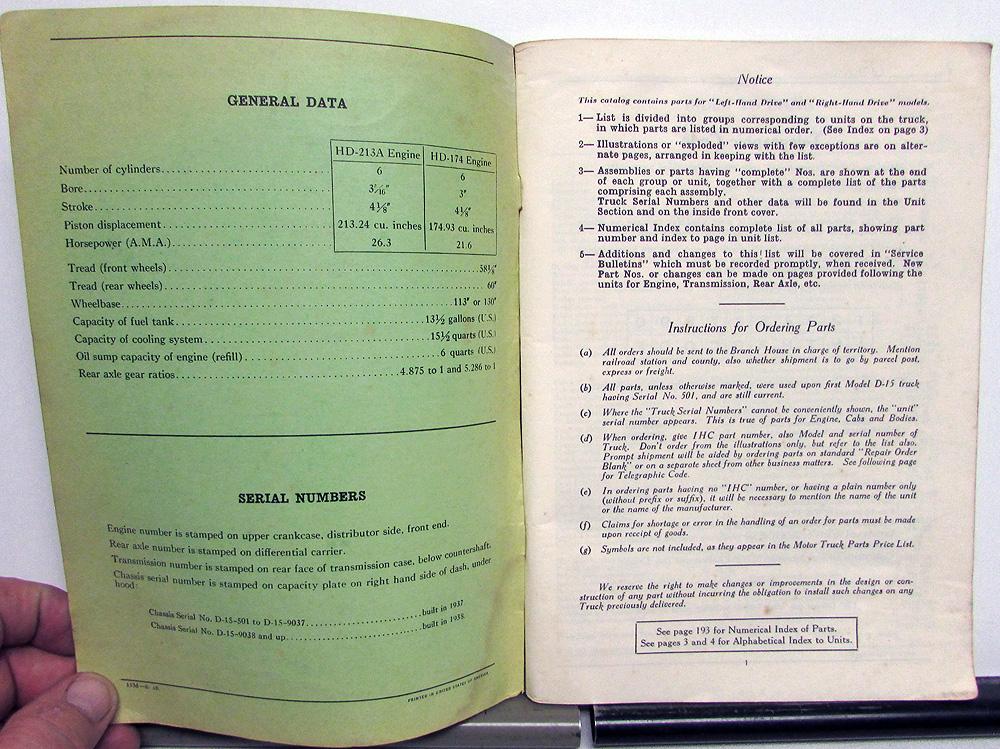 GENERAL DATA
HD-213A Engine HD-174 Engine
Number of cylinders 6 6
Bore 3 5/16″ 3″
Stroke 4⅛″ 4⅛″
Piston displacement 213.24 cu. inches 174.93 cu. inches
Horsepower (A.M.A.) 26.3 21.6
Tread (front wheels) 58⅛″
Tread (rear wheels) 60″
Wheelbase 113″ or 130″
Capacity of fuel tank 13½ gallons (U.S.)
Capacity of cooling system 15½ quarts (U.S.)
Oil sump capacity of engine (refill) 6 quarts (U.S.)
Rear axle gear ratios 4.875 to 1 and 5.286 to 1
SERIAL NUMBERS
Engine number is stamped on upper crankcase, distributor side, front end.
Rear axle number is stamped on differential carrier.
Transmission number is stamped on rear face of transmission case, below countershaft.
Chassis serial number is stamped on capacity plate on right hand side of dash, under
hood:
Chassis Serial No. D-15-501 to D-15-9037 built in 1937
Chassis Serial No. D-15-9038 and up built in 1938.
PRINTED IN UNITED STATES OF AMERICA
Notice
This catalog contains parts for "Left-Hand Drive" and "Right-Hand Drive" models.
1— List is divided into groups corresponding to units on the truck,
in which parts are listed in numerical order. (See Index on page 3)
2— Illustrations or "exploded" views with few exceptions are on alter-
nate pages, arranged in keeping with the list.
3— Assemblies or parts having "complete" Nos. are shown at the end
of each group or unit, together with a complete list of the parts
comprising each assembly.
Truck Serial Numbers and other data will be found in the Unit
Section and on the inside front cover.
4— Numerical Index contains complete list of all parts, showing part
number and index to page in unit list.
5— Additions and changes to this list will be covered in "Service
Bulletins" which must be recorded promptly, when received. New
Part Nos. or changes can be made on pages provided following the
units for Engine, Transmission, Rear Axle, etc.
Instructions for Ordering Parts
(a) All orders should be sent to the Branch House in charge of territory. Mention
railroad station and county, also whether shipment is to go by parcel post,
express or freight.
(b) All parts, unless otherwise marked, were used upon first Model D-15 truck
having Serial No. 501, and are still current.
(c) Where the "Truck Serial Numbers" cannot be conveniently shown, the "unit"
serial number appears. This is true of parts for Engine, Cabs and Bodies.
(d) When ordering, give IHC part number, also Model and serial number of
Truck. Don't order from the illustrations only, but refer to the list also.
Prompt shipment will be aided by ordering parts on standard "Repair Order
Blank" or on a separate sheet from other business matters. See following page
for Telegraphic Code.
(e) In ordering parts having no "IHC" number, or having a plain number only
(without prefix or suffix), it will be necessary to mention the name of the unit
or the name of the manufacturer.
(f) Claims for shortage or error in the handling of an order for parts must be made
upon receipt of goods.
(g) Symbols are not included, as they appear in the Motor Truck Parts Price List.
We reserve the right to make changes or improvements in the design or con-
struction of any part without incurring the obligation to install such changes on any
Truck previously delivered.
See page 193 for Numerical Index of Parts.
See pages 3 and 4 for Alphabetical Index to Units.
1